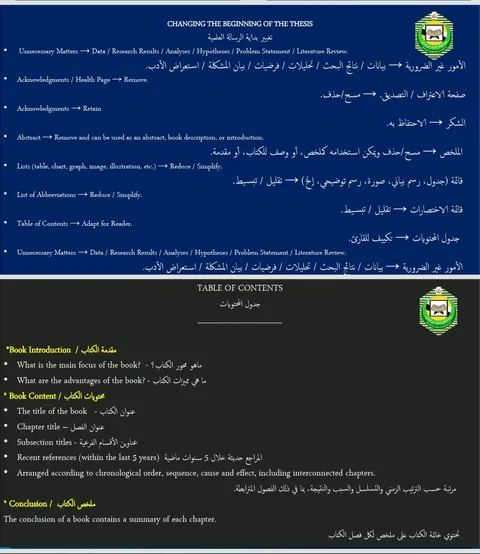 CHANGING THE BEGINNING OF THE THESIS
تغيير بداية الرسالة العلمية
• Unnecessary Matters → Data / Research Results / Analyses / Hypotheses / Problem Statement / Literature Review.
الأمور غير الضرورية → بيانات / نتائج البحث / تحليلات / فرضيات / بيان المشكلة / استعراض الأدب.
• Acknowledgments / Health Page → Remove.
صفحة الاعتراف / التصديق. → مسح/حذف.
• Acknowledgments → Retain
الشكر → الاحتفاظ به.
• Abstract → Remove and can be used as an abstract, book description, or introduction.
الملخص → مسح/حذف ويمكن استخدامه كملخص، أو وصف للكتاب، أو مقدمة.
• Lists (table, chart, graph, image, illustration, etc.) → Reduce / Simplify.
قائمة (جدول، رسم بياني، صورة، رسم توضيحي، إلخ) → تقليل / تبسيط.
• List of Abbreviations → Reduce / Simplify.
قائمة الاختصارات → تقليل / تبسيط.
• Table of Contents → Adapt for Reader.
جدول المحتويات → تكييف للقارئ.
• Unnecessary Matters → Data / Research Results / Analyses / Hypotheses / Problem Statement / Literature Review.
الأمور غير الضرورية → بيانات / نتائج البحث / تحليلات / فرضيات / بيان المشكلة / استعراض الأدب.
TABLE OF CONTENTS
جدول المحتويات
*Book Introduction / مقدمة الكتاب
• What is the main focus of the book? - ماهو محور الكتاب؟
• What are the advantages of the book? - ما هي مميزات الكتاب
* Book Content / محتويات الكتاب
• The title of the book - عنوان الكتاب
• Chapter title – عنوان الفصل
• Subsection titles - عناوين الأقسام الفرعية
• Recent references (within the last 5 years) المراجع حديثة خلال 5 سنوات ماضية
• Arranged according to chronological order, sequence, cause and effect, including interconnected chapters.
مرتبة حسب الترتيب الزمني والتسلسل والسبب والنتيجة، بما في ذلك الفصول المترابطة.
* Conclusion / ملخص الكتاب
The conclusion of a book contains a summary of each chapter.
تحتوي خاتمة الكتاب على ملخص لكل فصل الكتاب